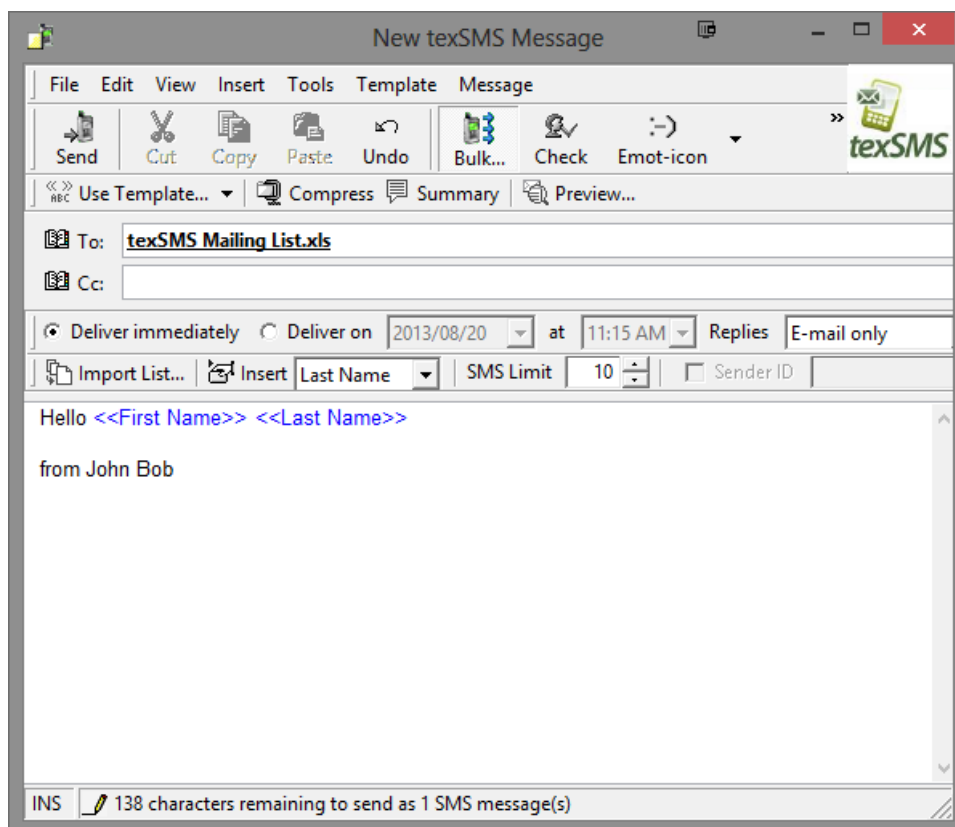 New texSMS Message
File Edit View Insert Tools Template Message
Send Cut Copy Paste Undo Bulk... Check Emot-icon »
texSMS
« » ABC Use Template... Compress Summary Preview...
To: texSMS Mailing List.xls
Cc:
Deliver immediately Deliver on 2013/08/20 at 11:15 AM Replies E-mail only
Import List... Insert Last Name SMS Limit 10 Sender ID
Hello <<First Name>> <<Last Name>>
from John Bob
INS 138 characters remaining to send as 1 SMS message(s)